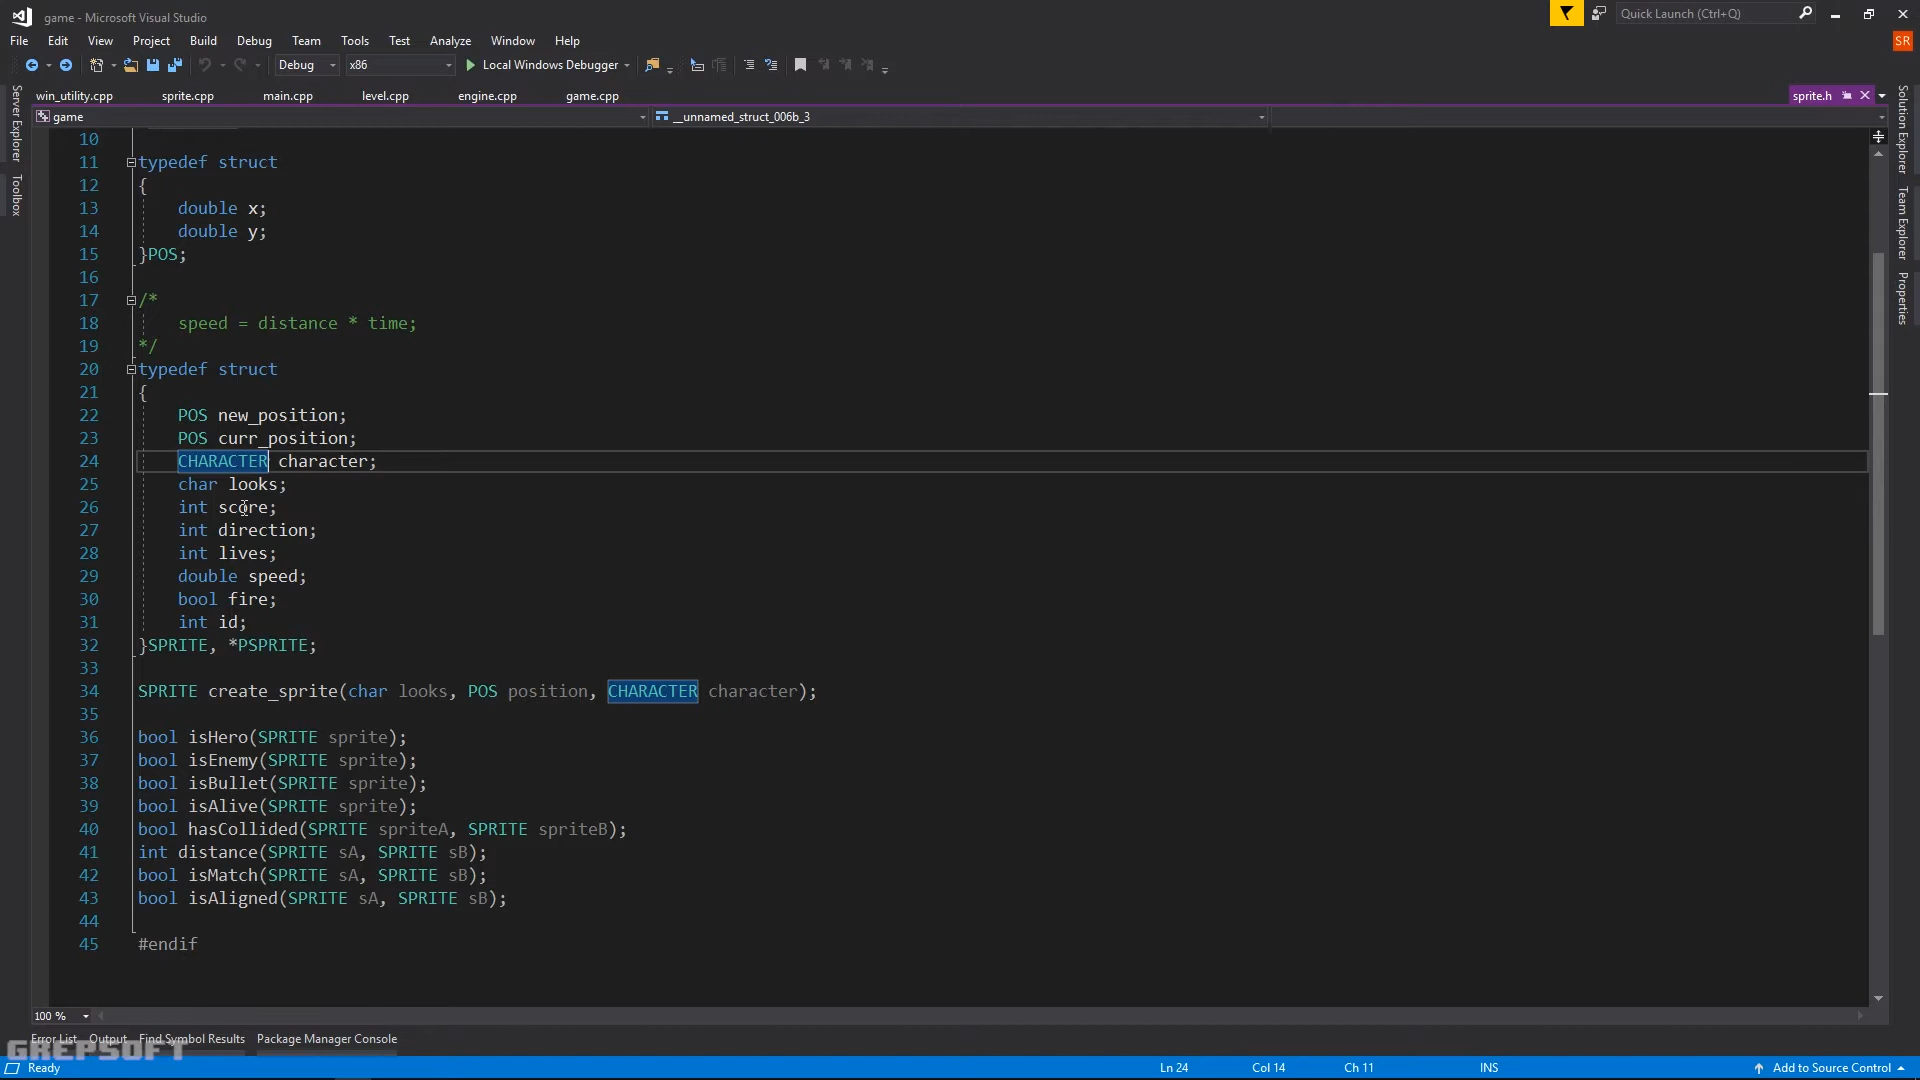 game - Microsoft Visual Studio
Quick Launch (Ctrl+Q)
File Edit View Project Build Debug Team Tools Test Analyze Window Help
SR
Debug x86 Local Windows Debugger
win_utility.cpp sprite.cpp main.cpp level.cpp engine.cpp game.cpp sprite.h
game __unnamed_struct_006b_3
Server Explorer
Toolbox
Solution Explorer
Team Explorer
Properties
10
11 typedef struct
12 {
13 double x;
14 double y;
15 }POS;
16
17 /*
18 speed = distance * time;
19 */
20 typedef struct
21 {
22 POS new_position;
23 POS curr_position;
24 CHARACTER character;
25 char looks;
26 int score;
27 int direction;
28 int lives;
29 double speed;
30 bool fire;
31 int id;
32 }SPRITE, *PSPRITE;
33
34 SPRITE create_sprite(char looks, POS position, CHARACTER character);
35
36 bool isHero(SPRITE sprite);
37 bool isEnemy(SPRITE sprite);
38 bool isBullet(SPRITE sprite);
39 bool isAlive(SPRITE sprite);
40 bool hasCollided(SPRITE spriteA, SPRITE spriteB);
41 int distance(SPRITE sA, SPRITE sB);
42 bool isMatch(SPRITE sA, SPRITE sB);
43 bool isAligned(SPRITE sA, SPRITE sB);
44
45 #endif
100 %
Error List Output Find Symbol Results Package Manager Console
GREPSOFT
Ready Ln 24 Col 14 Ch 11 INS Add to Source Control